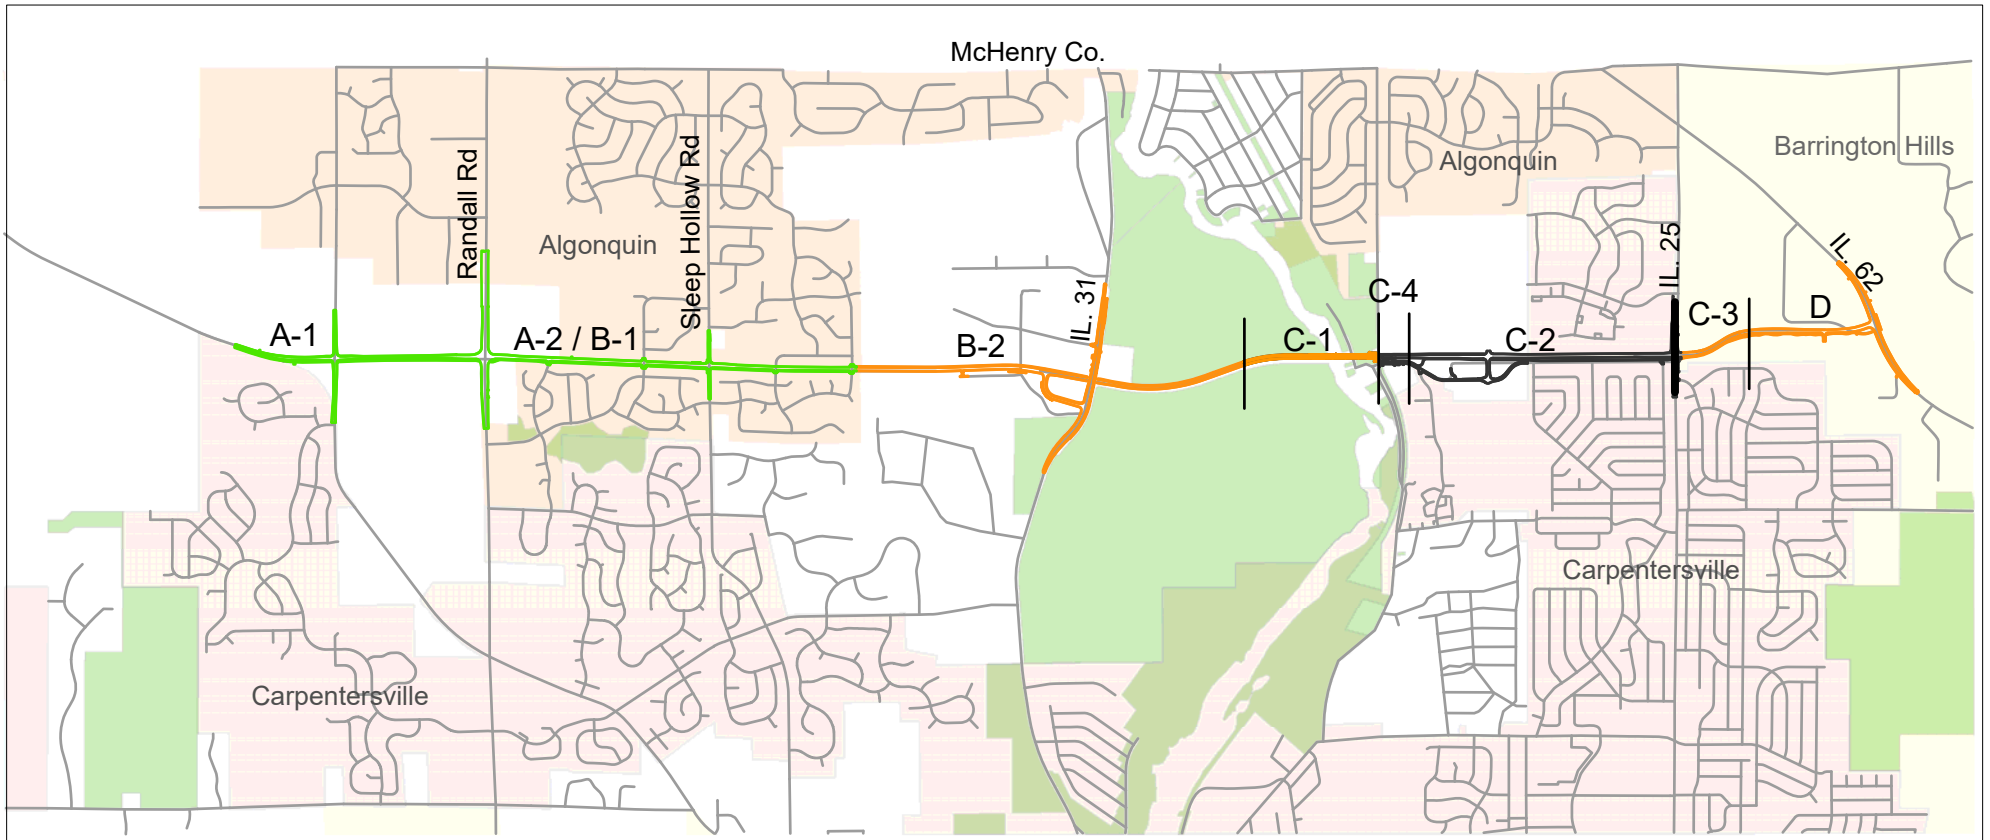 McHenry Co.
Barrington Hills
Algonquin
Randall Rd
Sleep Hollow Rd
Algonquin
IL. 25
IL. 62
IL. 31
C-4
A-1
A-2 / B-1
B-2
C-1
C-2
C-3
D
Carpentersville
Carpentersville